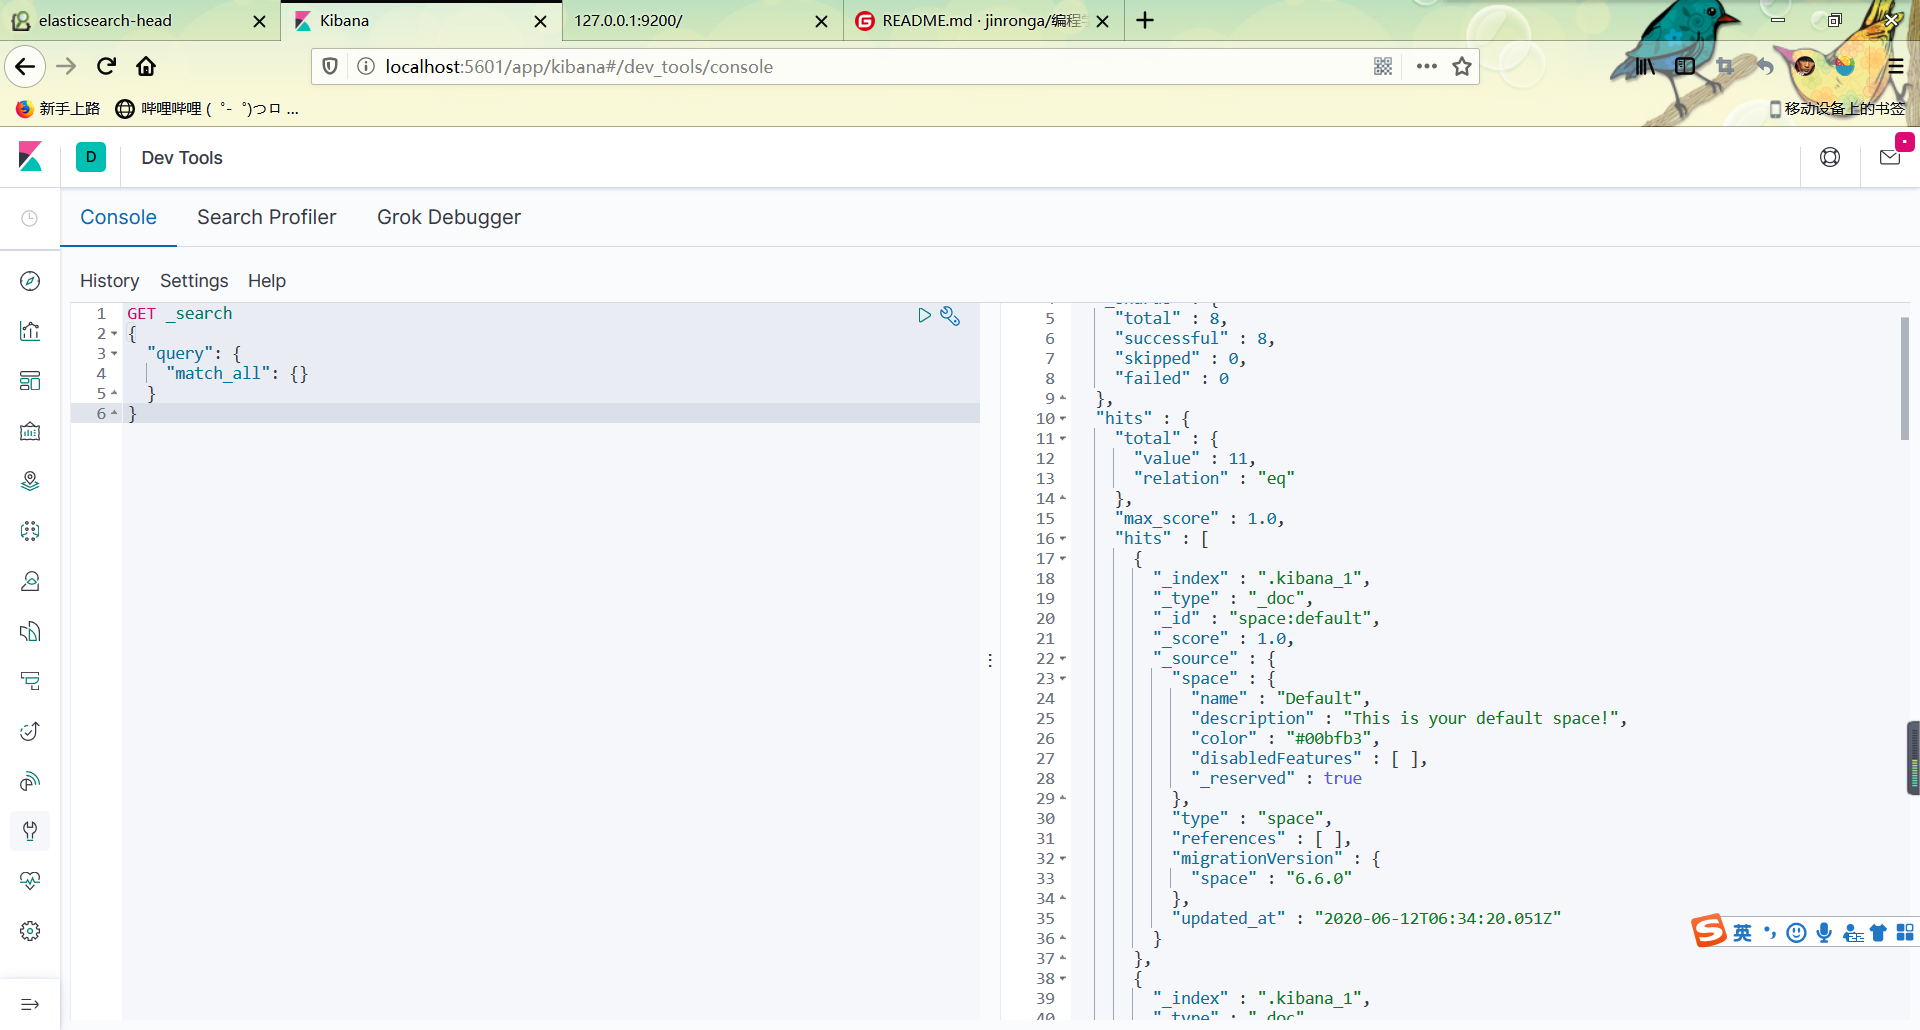 elasticsearch-head
Kibana
127.0.0.1:9200/
README.md · jinronga/编程学
localhost:5601/app/kibana#/dev_tools/console
新手上路
哔哩哔哩 ( ゜- ゜)つロ ...
移动设备上的书签
D
Dev Tools
Console
Search Profiler
Grok Debugger
History
Settings
Help
1 GET _search
2 {
3 "query": {
4 "match_all": {}
5 }
6 }
5 "total" : 8,
6 "successful" : 8,
7 "skipped" : 0,
8 "failed" : 0
9 },
10 "hits" : {
11 "total" : {
12 "value" : 11,
13 "relation" : "eq"
14 },
15 "max_score" : 1.0,
16 "hits" : [
17 {
18 "_index" : ".kibana_1",
19 "_type" : "_doc",
20 "_id" : "space:default",
21 "_score" : 1.0,
22 "_source" : {
23 "space" : {
24 "name" : "Default",
25 "description" : "This is your default space!",
26 "color" : "#00bfb3",
27 "disabledFeatures" : [ ],
28 "_reserved" : true
29 },
30 "type" : "space",
31 "references" : [ ],
32 "migrationVersion" : {
33 "space" : "6.6.0"
34 },
35 "updated_at" : "2020-06-12T06:34:20.051Z"
36 }
37 },
38 {
39 "_index" : ".kibana_1",
40 "_type" : "_doc"
英